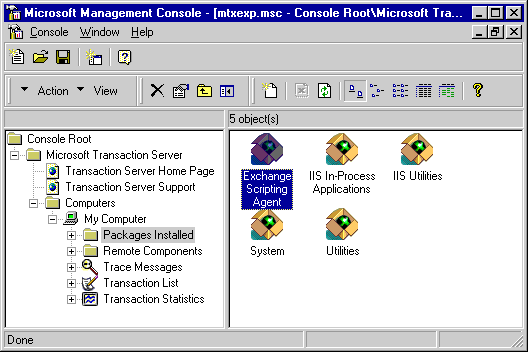 Microsoft Management Console - [mtxexp.msc - Console Root\Microsoft Tra...
Console Window Help
Action View
5 object(s)
Console Root
Microsoft Transaction Server
Transaction Server Home Page
Transaction Server Support
Computers
My Computer
Packages Installed
Remote Components
Trace Messages
Transaction List
Transaction Statistics
Exchange
Scripting
Agent
IIS In-Process
Applications
IIS Utilities
System
Utilities
Done